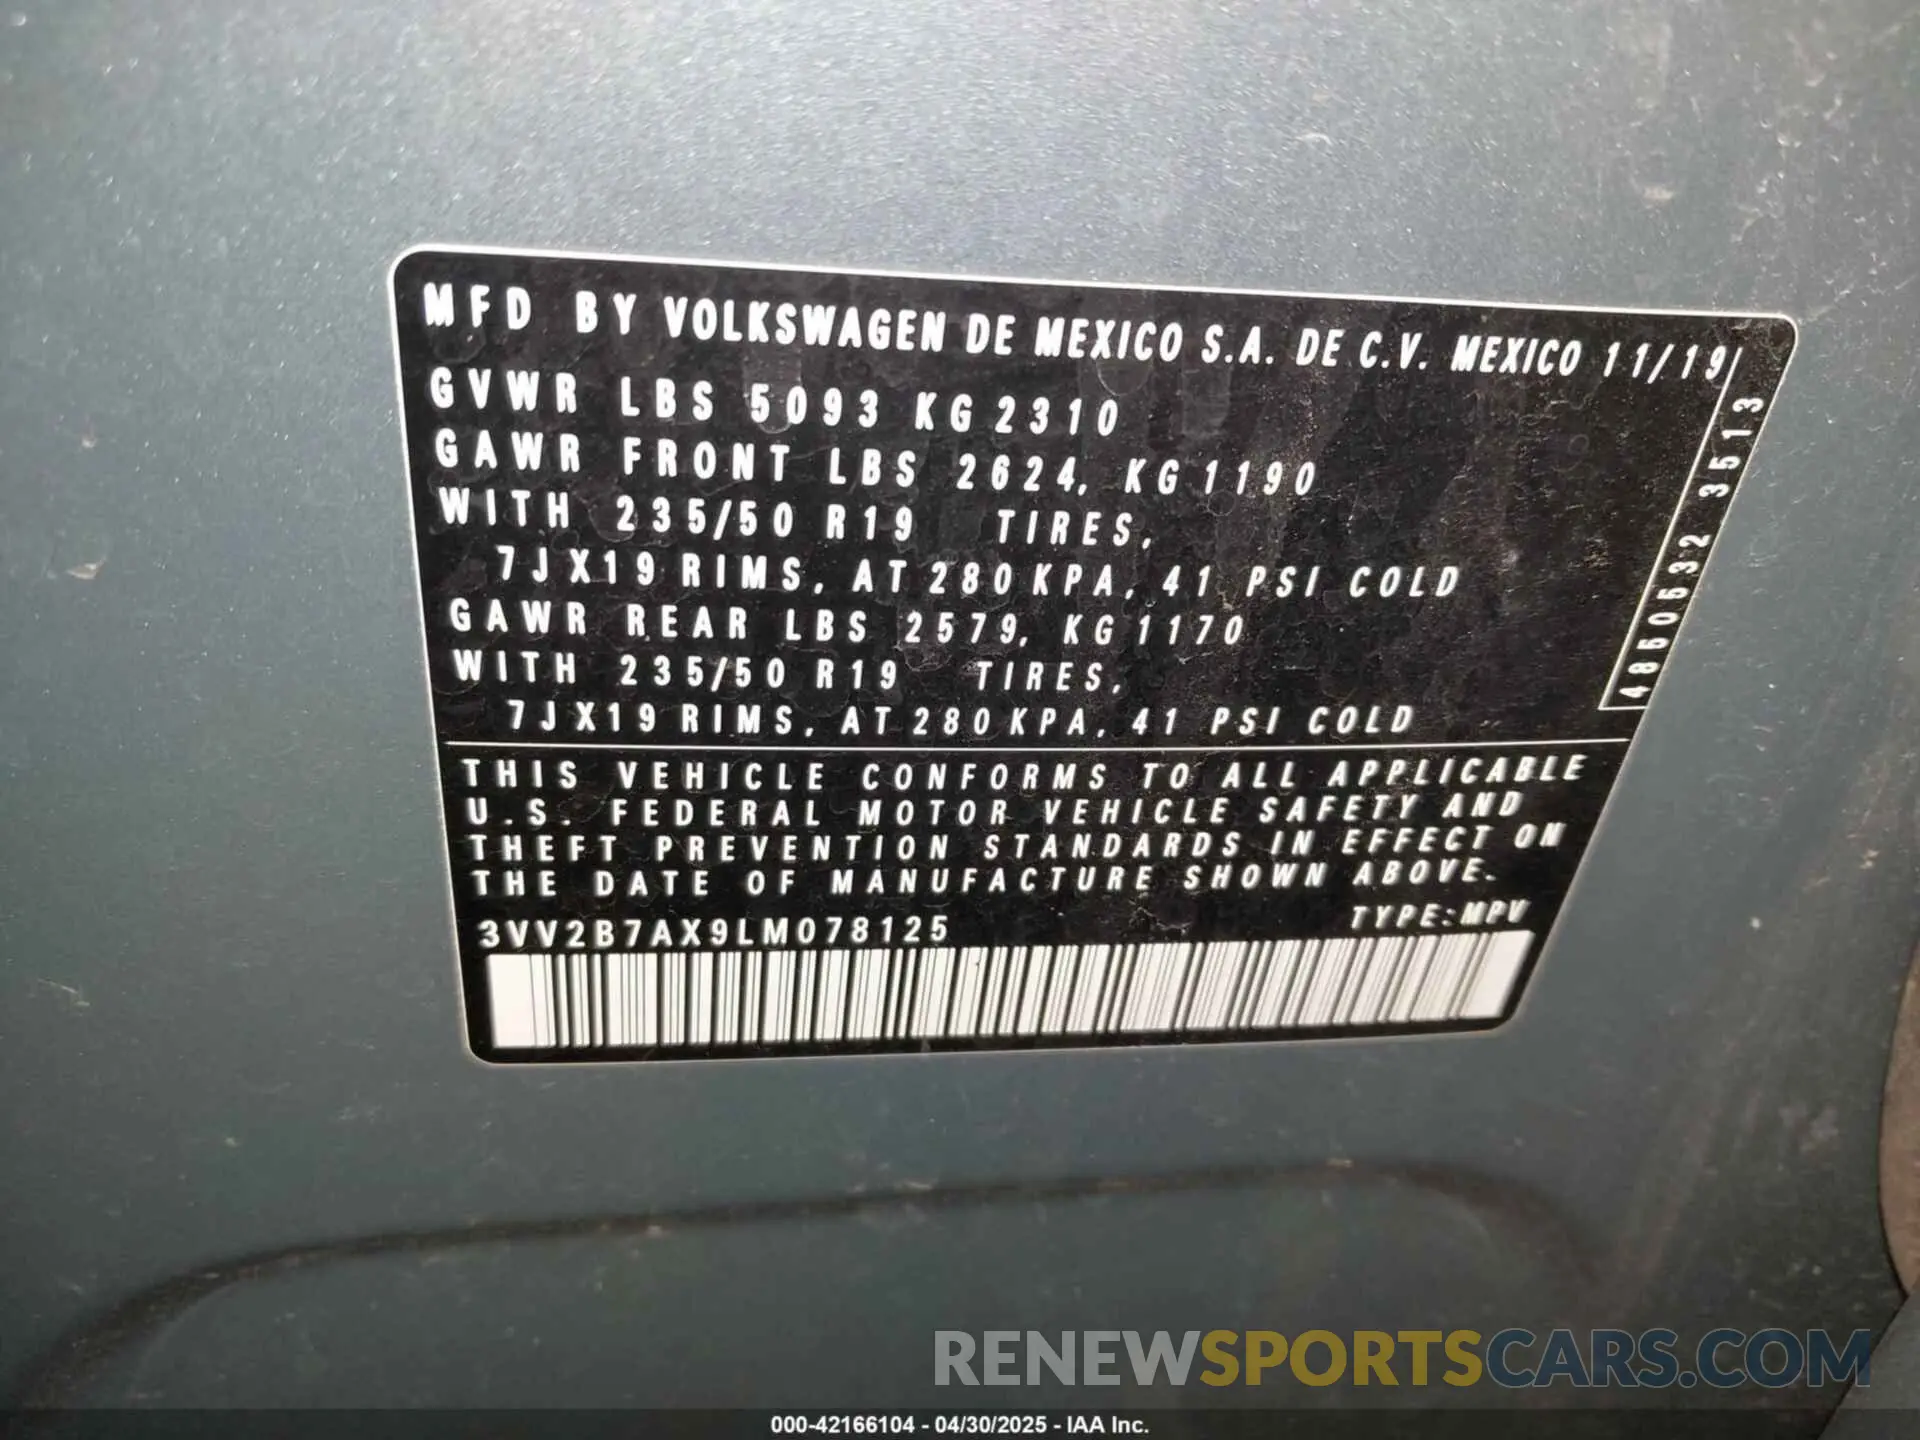 MFD BY VOLKSWAGEN DE MEXICO S.A. DE C.V. MEXICO 11/19
GVWR LBS 5093 KG 2310
GAWR FRONT LBS 2624, KG 1190
WITH 235/50 R19 TIRES,
7JX19 RIMS, AT 280 KPA, 41 PSI COLD
GAWR REAR LBS 2579, KG 1170
WITH 235/50 R19 TIRES,
7JX19 RIMS, AT 280 KPA, 41 PSI COLD
4850532 3513
THIS VEHICLE CONFORMS TO ALL APPLICABLE
U.S. FEDERAL MOTOR VEHICLE SAFETY AND
THEFT PREVENTION STANDARDS IN EFFECT ON
THE DATE OF MANUFACTURE SHOWN ABOVE.
3VV2B7AX9LM078125 TYPE: MPV
RENEWSPORTSCARS.COM
000-42166104 - 04/30/2025 - IAA Inc.